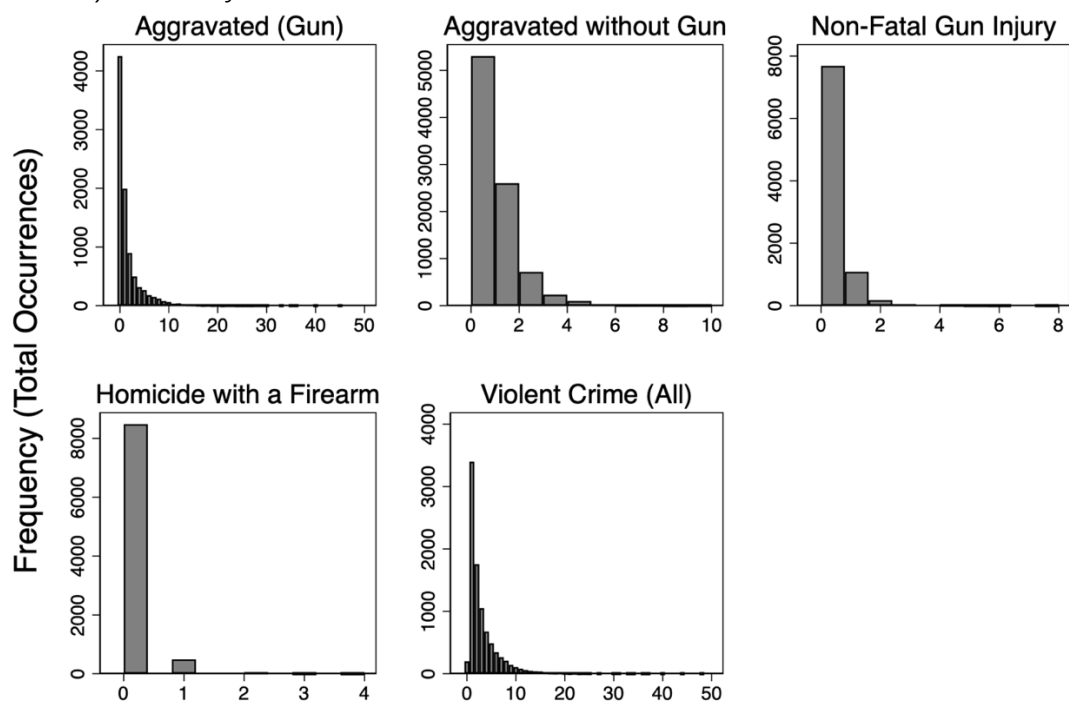 Aggravated (Gun)
Aggravated without Gun
Non-Fatal Gun Injury
Frequency (Total Occurrences)
4000
3000
2000
1000
0
0 10 20 30 40 50
5000
4000
3000
2000
1000
0
0 2 4 6 8 10
8000
6000
4000
2000
0
0 2 4 6 8
Homicide with a Firearm
Violent Crime (All)
8000
6000
4000
2000
0
0 1 2 3 4
4000
3000
2000
1000
0
0 10 20 30 40 50